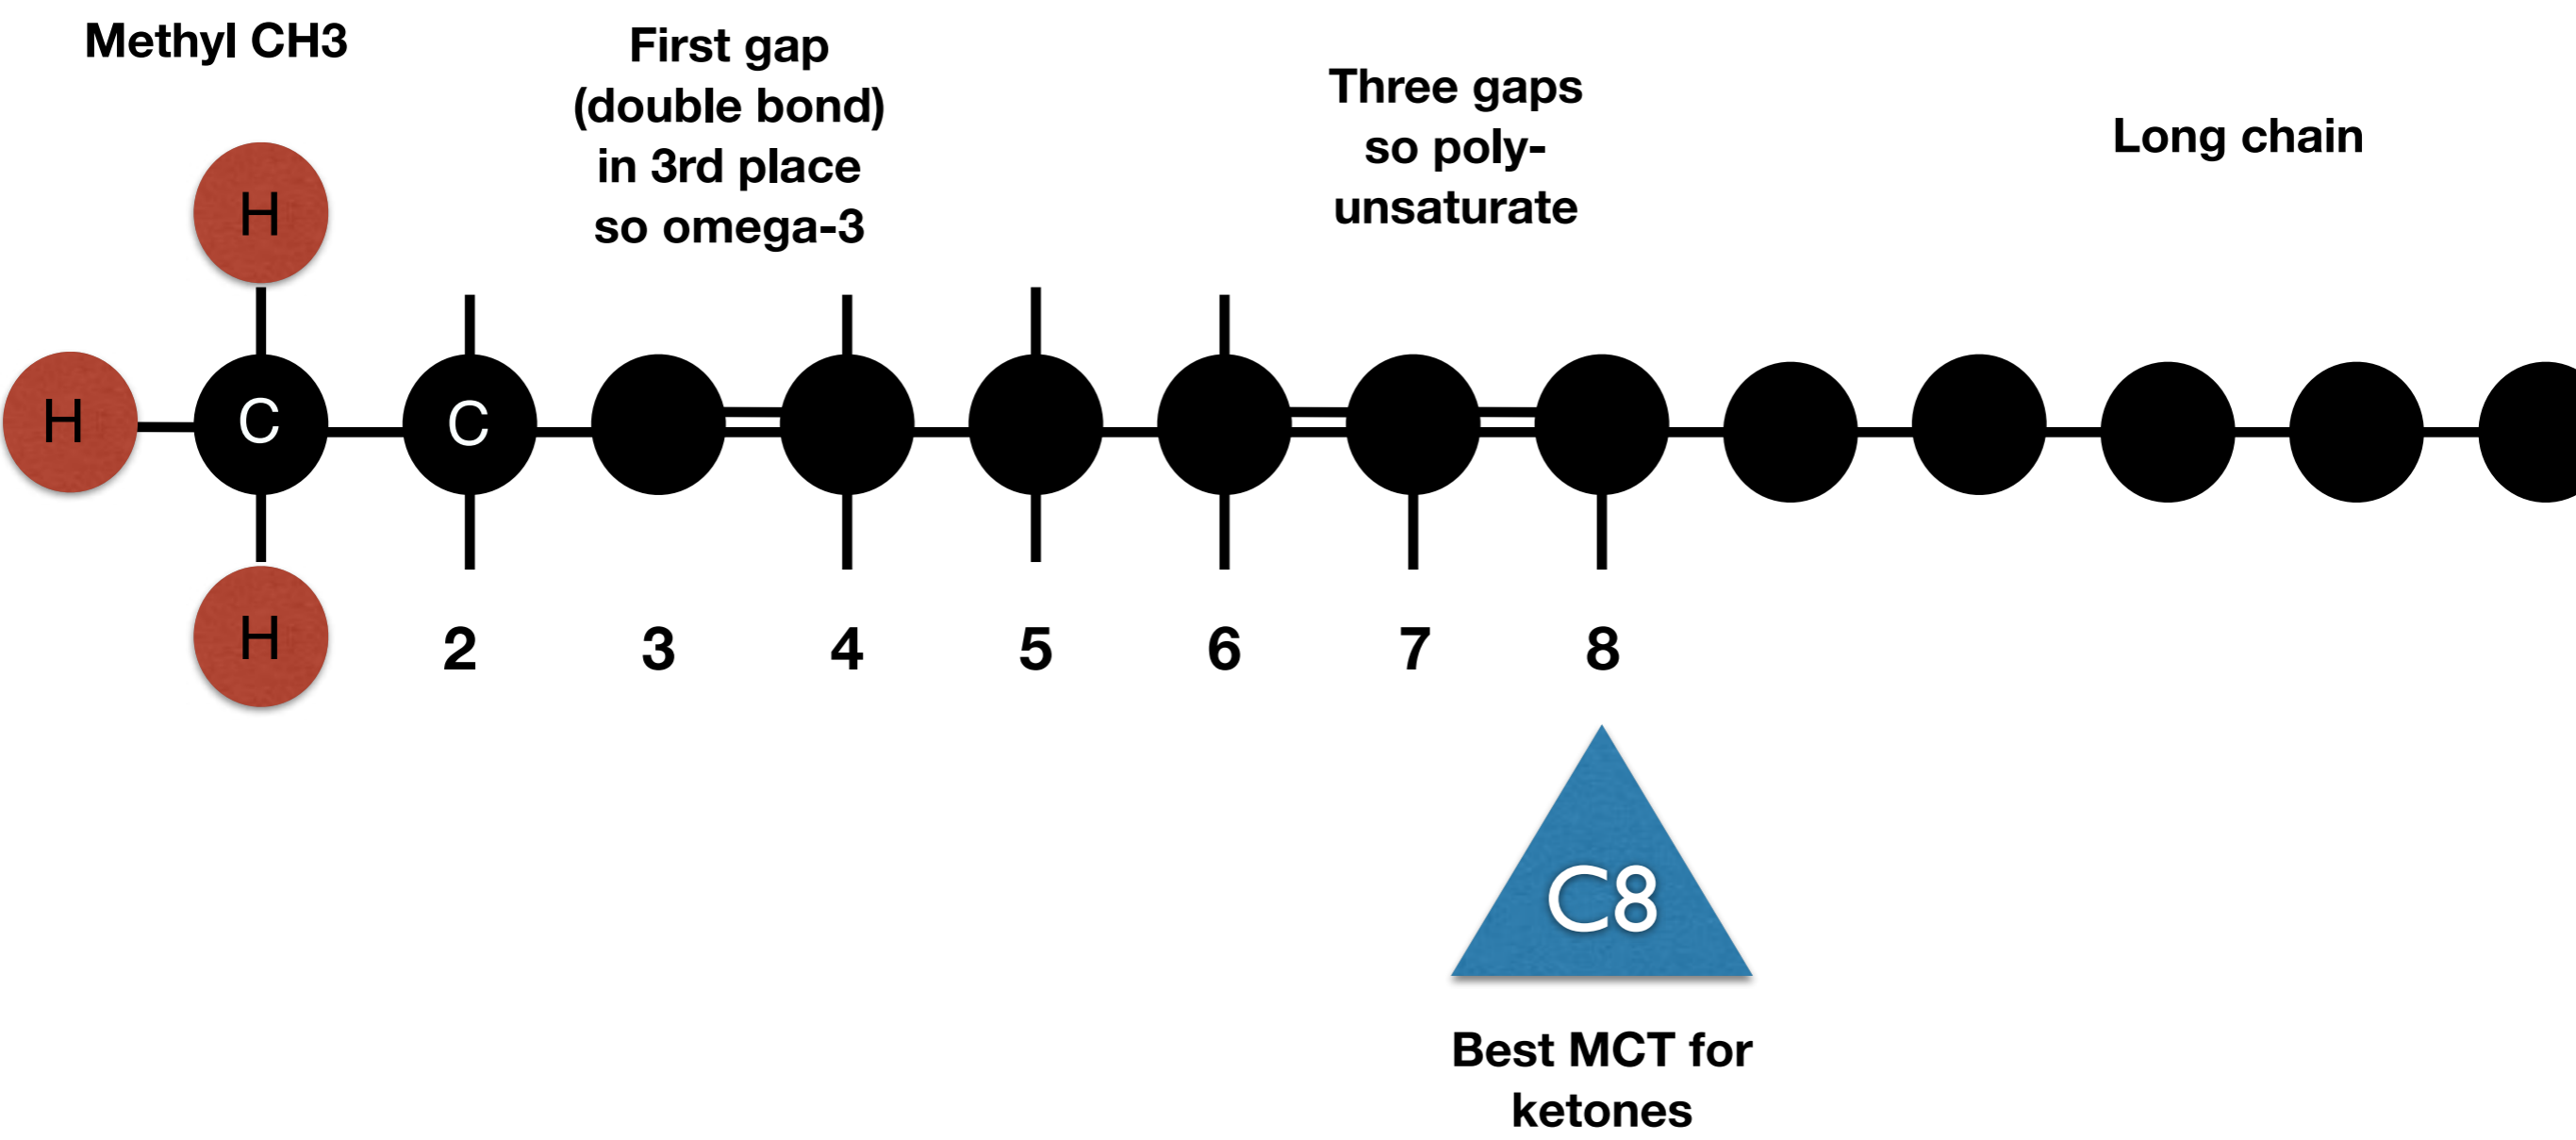 Methyl CH3
First gap
(double bond)
in 3rd place
so omega-3
Three gaps
so poly-
unsaturate
Long chain
H
H
C
C
H
2
3
4
5
6
7
8
C8
Best MCT for
ketones